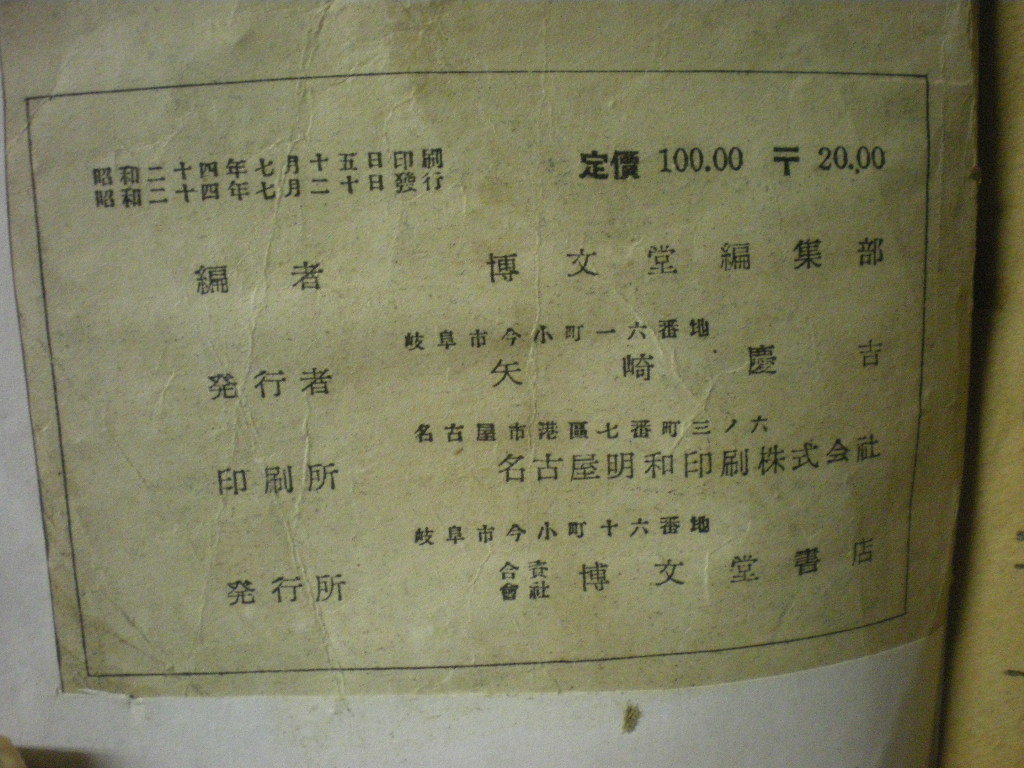 昭和二十四年七月十五日印刷
昭和二十四年七月二十日發行
定價 100.00 〒 20.00
編者 博文堂編集部
岐阜市今小町一六番地
発行者 矢崎慶吉
名古屋市港區七番町三ノ六
印刷所 名古屋明和印刷株式会社
岐阜市今小町十六番地
発行所 合資會社 博文堂書店